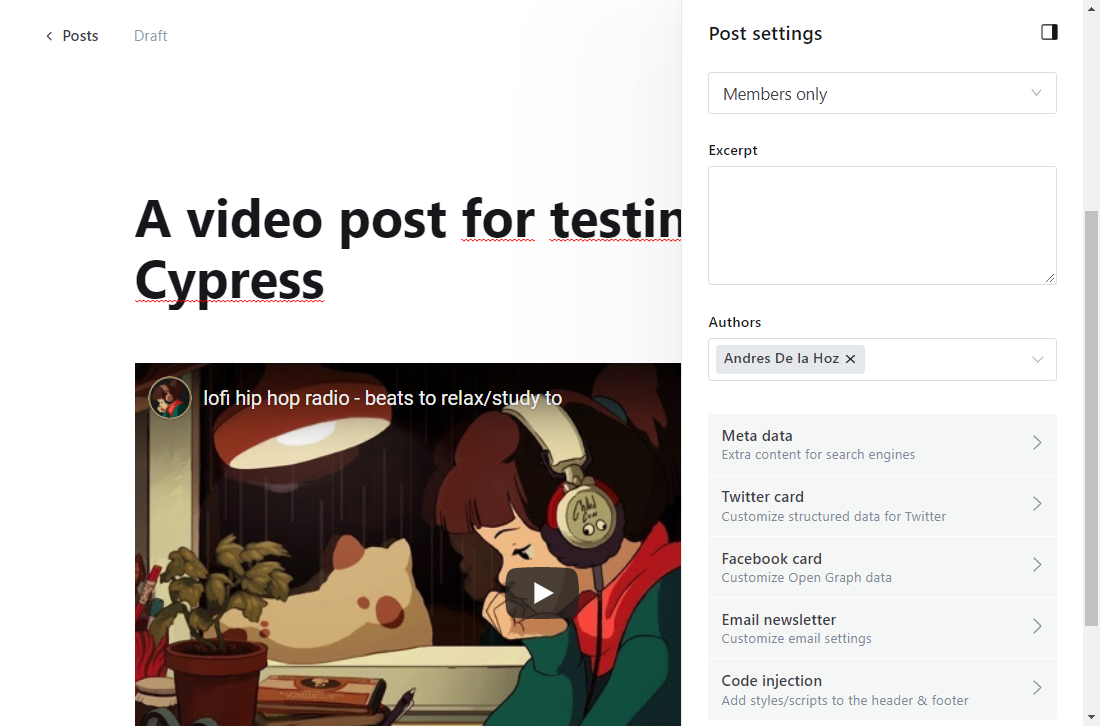 Posts
Draft
A video post for testin
Cypress
lofi hip hop radio - beats to relax/study to
Post settings
Members only
Excerpt
Authors
Andres De la Hoz
Meta data
Extra content for search engines
Twitter card
Customize structured data for Twitter
Facebook card
Customize Open Graph data
Email newsletter
Customize email settings
Code injection
Add styles/scripts to the header & footer